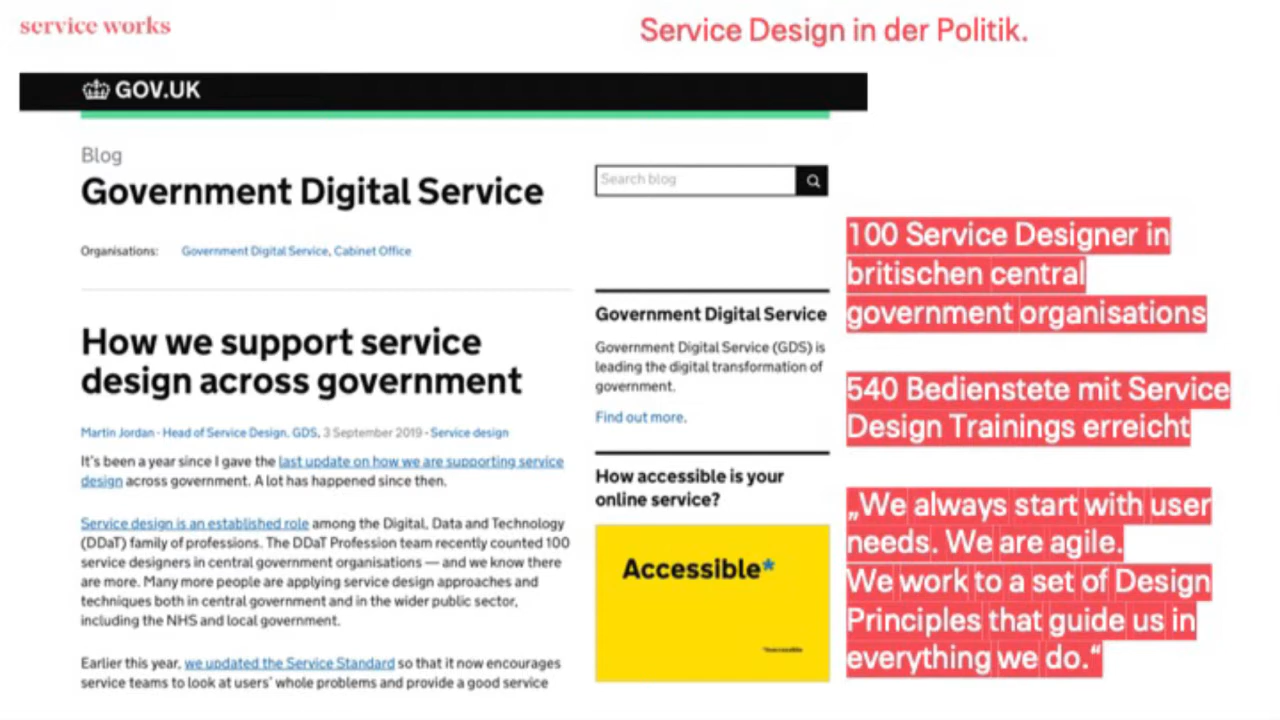 service works
Service Design in der Politik.
GOV.UK
Blog
Government Digital Service
Organisations: Government Digital Service, Cabinet Office
How we support service
design across government
Martin Jordan - Head of Service Design, GDS, 3 September 2019 - Service design
It's been a year since I gave the last update on how we are supporting service
design across government. A lot has happened since then.
Service design is an established role among the Digital, Data and Technology
(DDaT) family of professions. The DDaT Profession team recently counted 100
service designers in central government organisations — and we know there
are more. Many more people are applying service design approaches and
techniques both in central government and in the wider public sector,
including the NHS and local government.
Earlier this year, we updated the Service Standard so that it now encourages
service teams to look at users' whole problems and provide a good service
Search blog
Government Digital Service
Government Digital Service (GDS) is
leading the digital transformation of
government.
Find out more.
How accessible is your
online service?
Accessible*
100 Service Designer in
britischen central
government organisations
540 Bedienstete mit Service
Design Trainings erreicht
„We always start with user
needs. We are agile.
We work to a set of Design
Principles that guide us in
everything we do.“